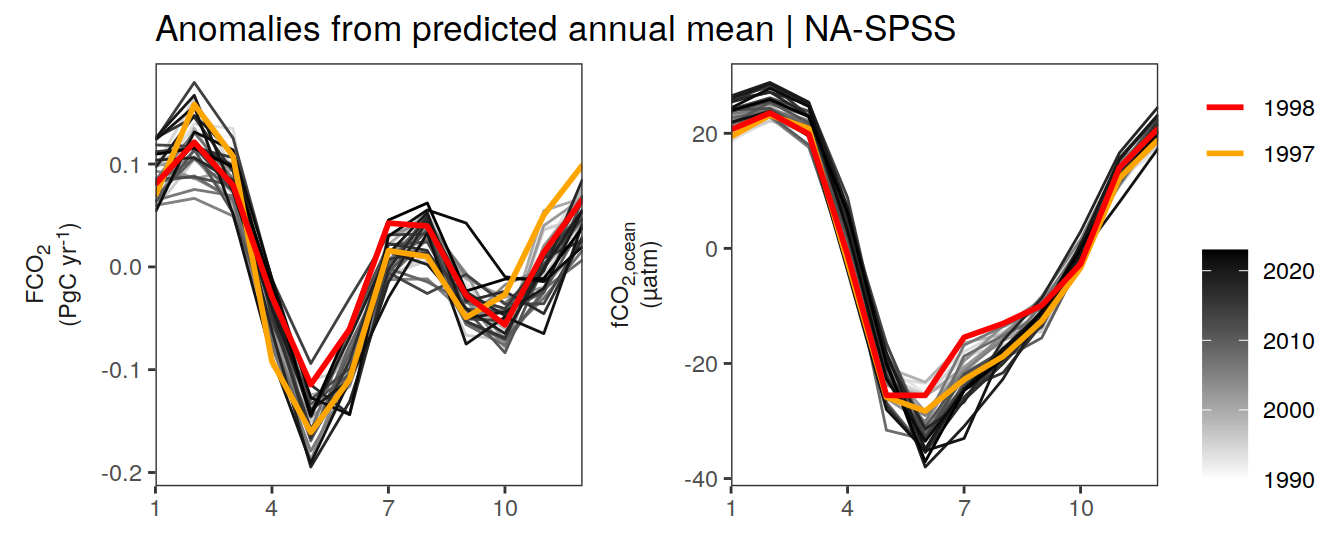 Anomalies from predicted annual mean | NA-SPSS
FCO₂
(PgC yr⁻¹)
0.1
0.0
-0.1
-0.2
1 4 7 10
fCO₂,ocean
(µatm)
20
0
-20
-40
1 4 7 10
1998
1997
2020
2010
2000
1990